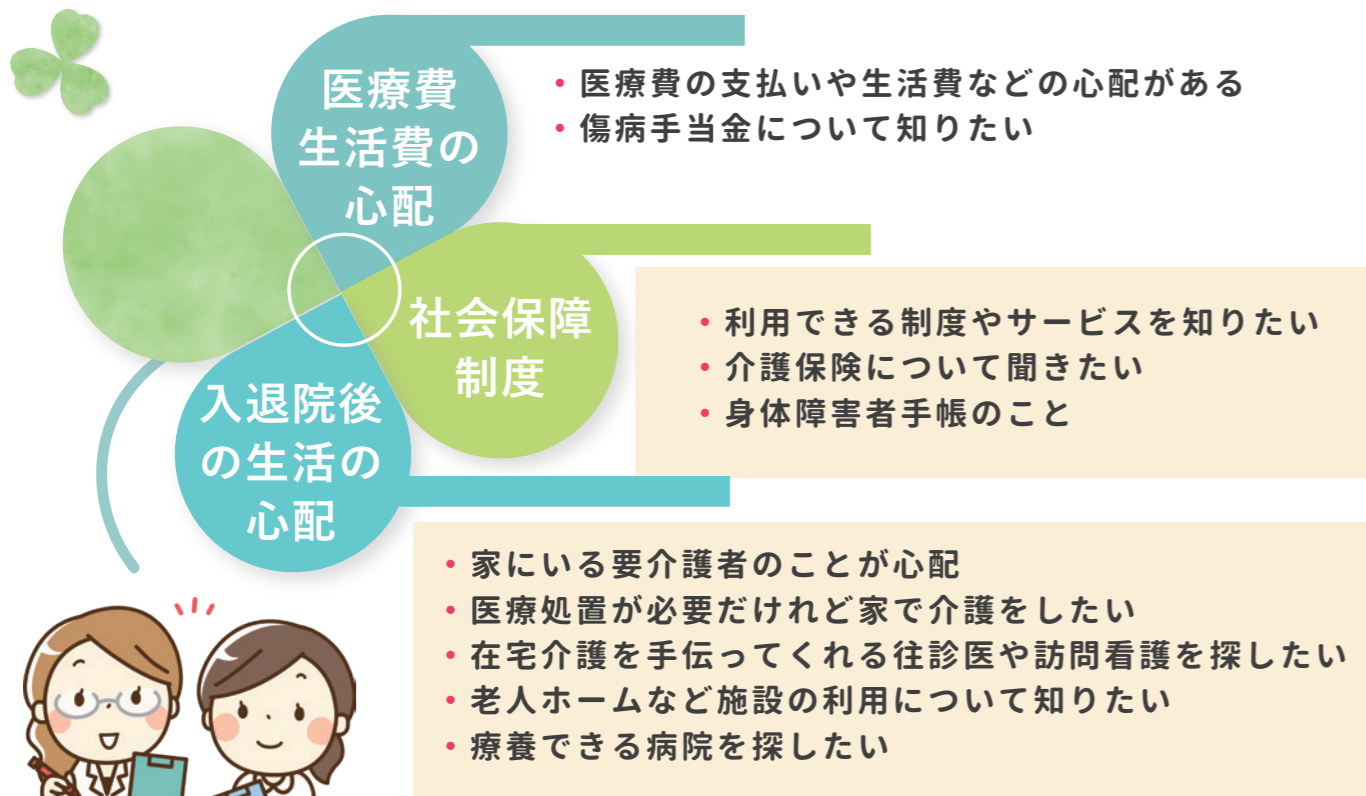 医療費
生活費の
心配
・医療費の支払いや生活費などの心配がある
・傷病手当金について知りたい
社会保障
制度
・利用できる制度やサービスを知りたい
・介護保険について聞きたい
・身体障害者手帳のこと
入退院後
の生活の
心配
・家にいる要介護者のことが心配
・医療処置が必要だけれど家で介護をしたい
・在宅介護を手伝ってくれる往診医や訪問看護を探したい
・老人ホームなど施設の利用について知りたい
・療養できる病院を探したい